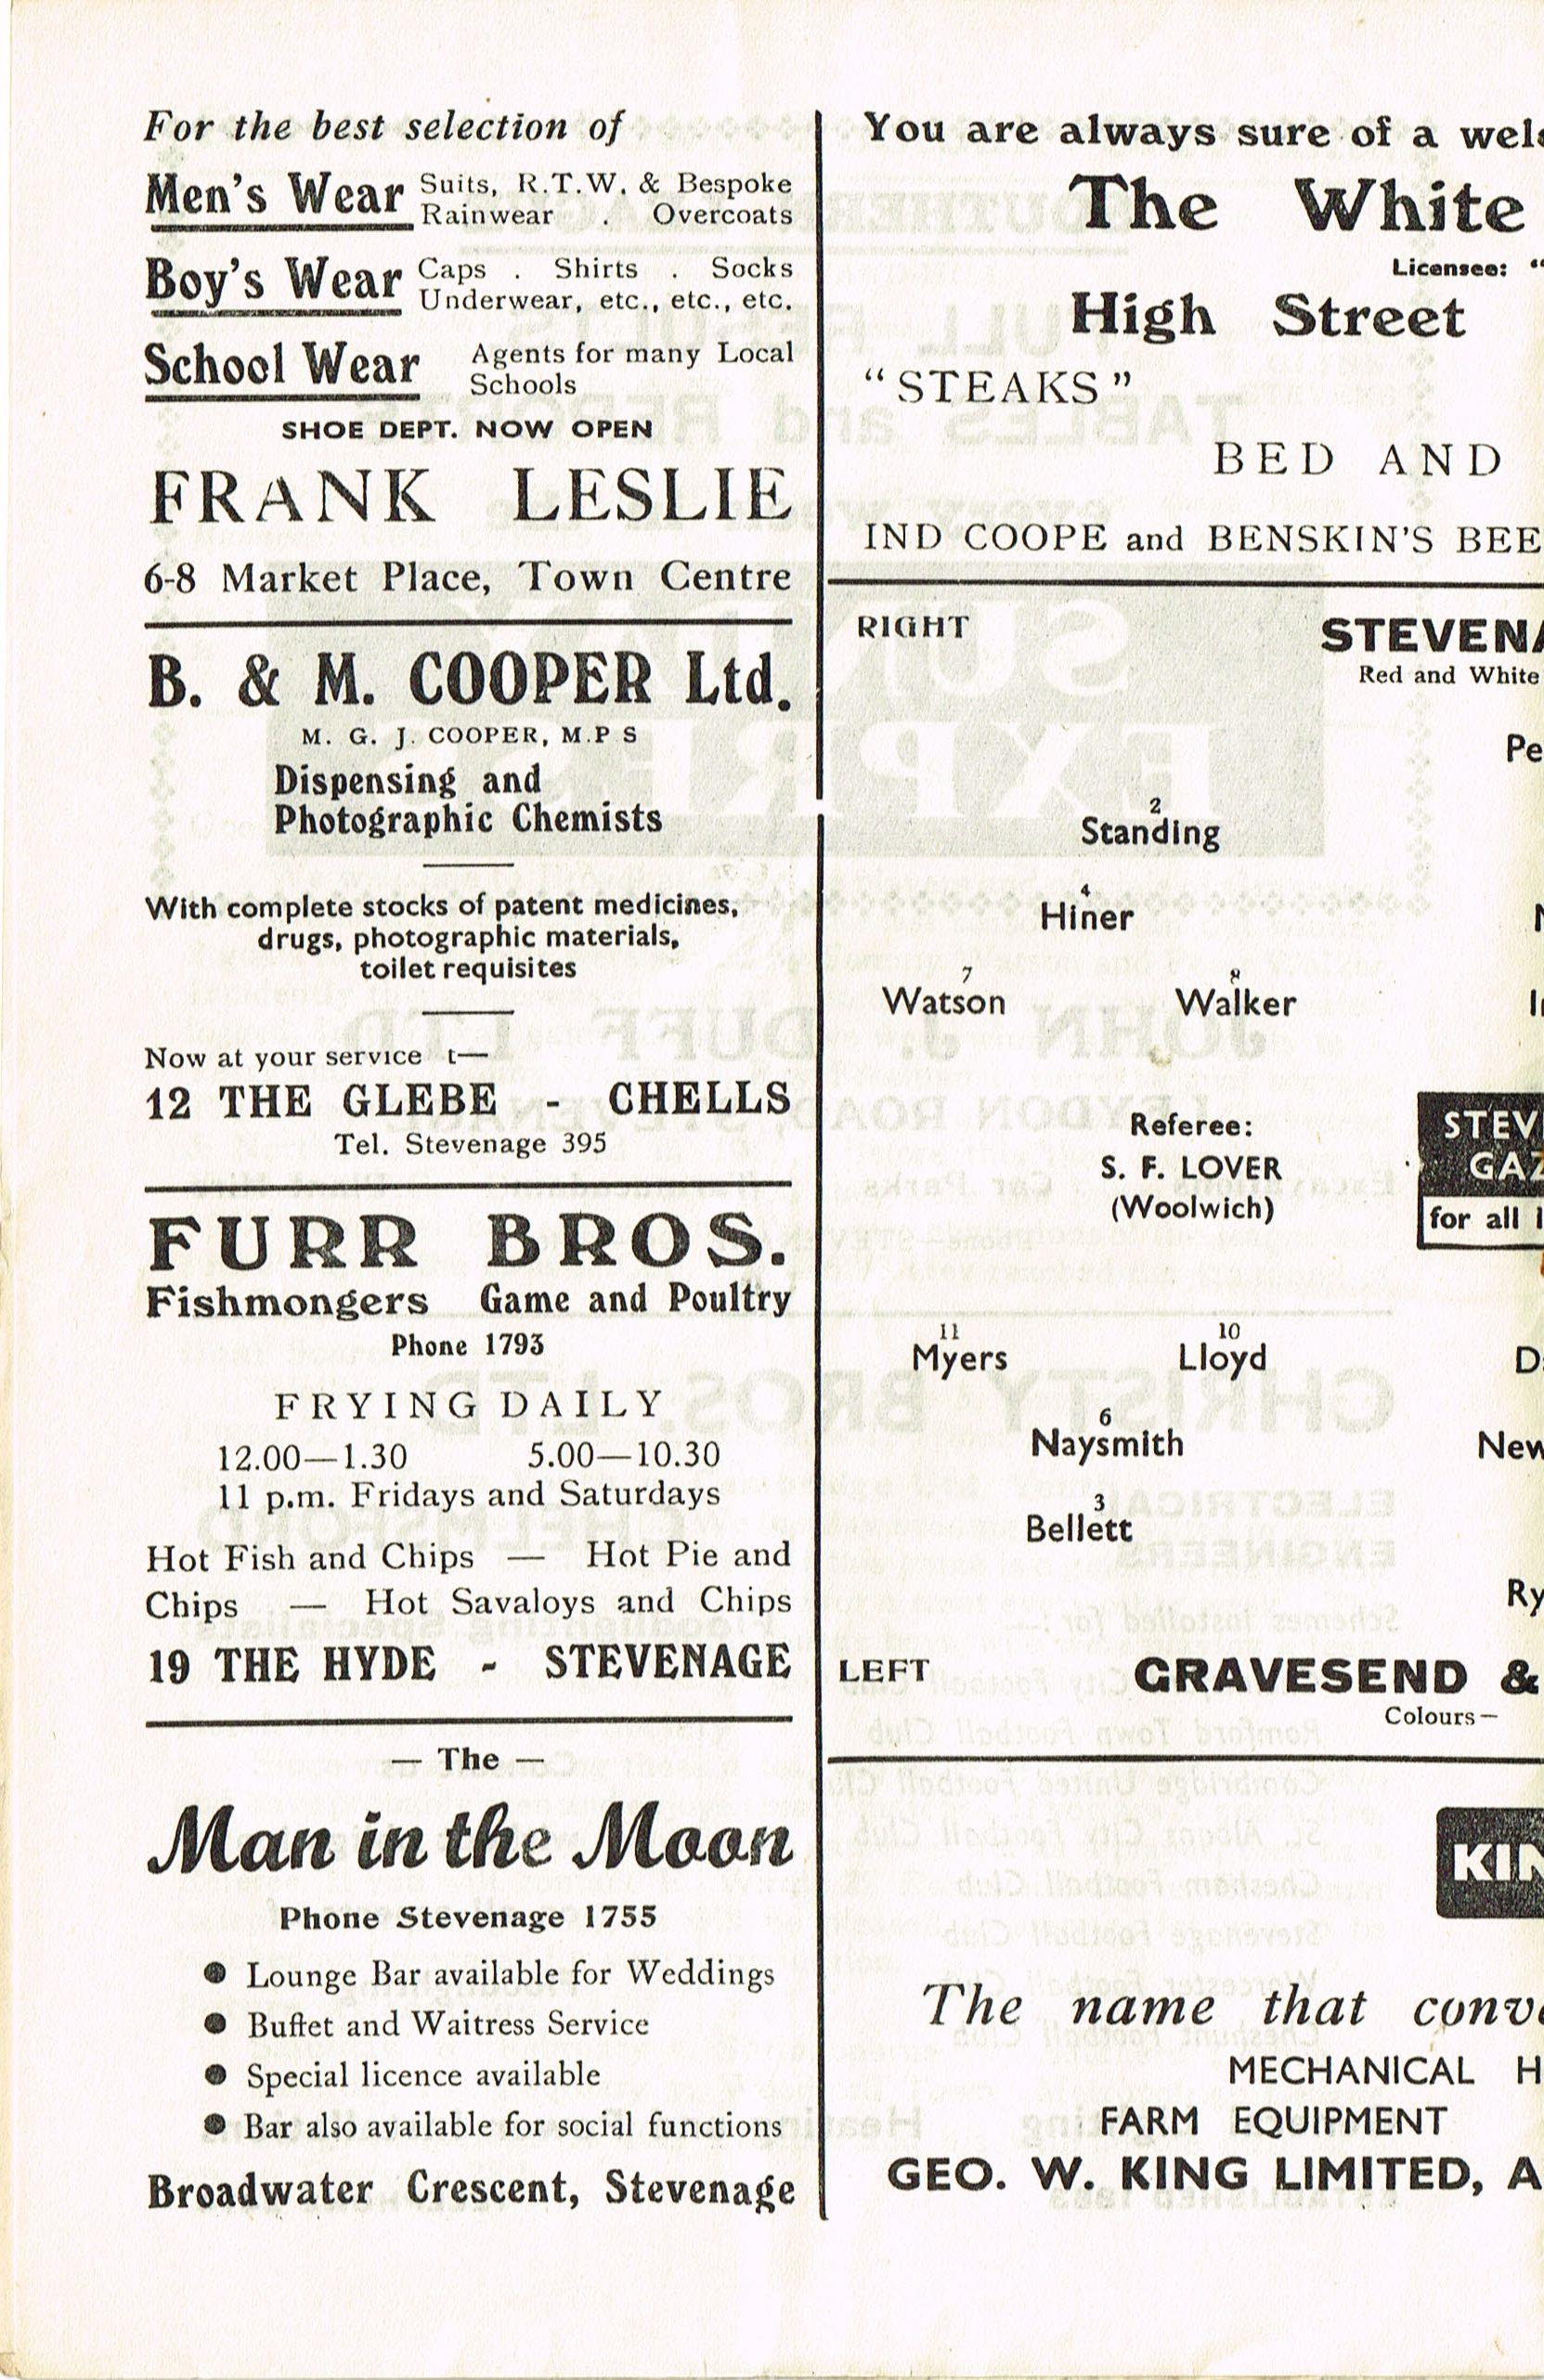 For the best selection of
Men's Wear Suits, R.T.W. & Bespoke
Rainwear . Overcoats
Boy's Wear Caps . Shirts . Socks
Underwear, etc., etc., etc.
School Wear Agents for many Local
Schools
SHOE DEPT. NOW OPEN
FRANK LESLIE
6-8 Market Place, Town Centre
B. & M. COOPER Ltd.
M. G. J. COOPER, M.P S
Dispensing and
Photographic Chemists
With complete stocks of patent medicines,
drugs, photographic materials,
toilet requisites
Now at your service t—
12 THE GLEBE - CHELLS
Tel. Stevenage 395
FURR BROS.
Fishmongers Game and Poultry
Phone 1793
FRYING DAILY
12.00—1.30 5.00—10.30
11 p.m. Fridays and Saturdays
Hot Fish and Chips — Hot Pie and
Chips — Hot Savaloys and Chips
19 THE HYDE - STEVENAGE
— The —
Man in the Moon
Phone Stevenage 1755
• Lounge Bar available for Weddings
• Buffet and Waitress Service
• Special licence available
• Bar also available for social functions
Broadwater Crescent, Stevenage
You are always sure of a wel
The White
Licensee: "
High Street
"STEAKS"
BED AND
IND COOPE and BENSKIN'S BEE
RIGHT STEVENA
Red and White
Pe
2
Standing
4
Hiner
7 8
Watson Walker
Referee:
S. F. LOVER
(Woolwich)
STEV
GAZ
for all
11 10
Myers Lloyd
6
Naysmith New
3
Bellett
Ry
LEFT GRAVESEND &
Colours—
KIN
The name that conv
MECHANICAL H
FARM EQUIPMENT
GEO. W. KING LIMITED, A